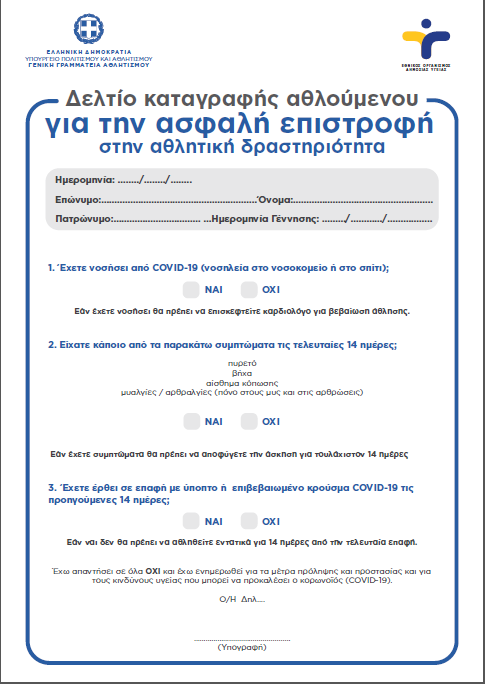 ΕΛΛΗΝΙΚΗ ΔΗΜΟΚΡΑΤΙΑ
ΥΠΟΥΡΓΕΙΟ ΠΟΛΙΤΙΣΜΟΥ ΚΑΙ ΑΘΛΗΤΙΣΜΟΥ
ΓΕΝΙΚΗ ΓΡΑΜΜΑΤΕΙΑ ΑΘΛΗΤΙΣΜΟΥ
ΕΘΝΙΚΟΣ ΟΡΓΑΝΙΣΜΟΣ
ΔΗΜΟΣΙΑΣ ΥΓΕΙΑΣ
Δελτίο καταγραφής αθλούμενου
για την ασφαλή επιστροφή
στην αθλητική δραστηριότητα
Ημερομηνία: ......../......../........
Επώνυμο:..........................................................Όνομα:....................................................
Πατρώνυμο:................................ ...Ημερομηνία Γέννησης: ........./............/.................
1. Έχετε νοσήσει από COVID-19 (νοσηλεία στο νοσοκομείο ή στο σπίτι);
ΝΑΙ ΟΧΙ
Εάν έχετε νοσήσει θα πρέπει να επισκεφτείτε καρδιολόγο για βεβαίωση άθλησης.
2. Είχατε κάποιο από τα παρακάτω συμπτώματα τις τελευταίες 14 ημέρες;
πυρετό
βήχα
αίσθημα κόπωσης
μυαλγίες / αρθραλγίες (πόνο στους μυς και στις αρθρώσεις)
ΝΑΙ ΟΧΙ
Εάν έχετε συμπτώματα θα πρέπει να αποφύγετε την άσκηση για τουλάχιστον 14 ημέρες
3. Έχετε έρθει σε επαφή με ύποπτο ή επιβεβαιωμένο κρούσμα COVID-19 τις
προηγούμενες 14 ημέρες;
ΝΑΙ ΟΧΙ
Εάν ναι δεν θα πρέπει να αθληθείτε εντατικά για 14 ημέρες από την τελευταία επαφή.
Έχω απαντήσει σε όλα ΟΧΙ και έχω ενημερωθεί για τα μέτρα πρόληψης και προστασίας και για
τους κινδύνους υγείας που μπορεί να προκαλέσει ο κορωνοϊός (COVID-19).
Ο/Η Δηλ....
................................
(Υπογραφή)